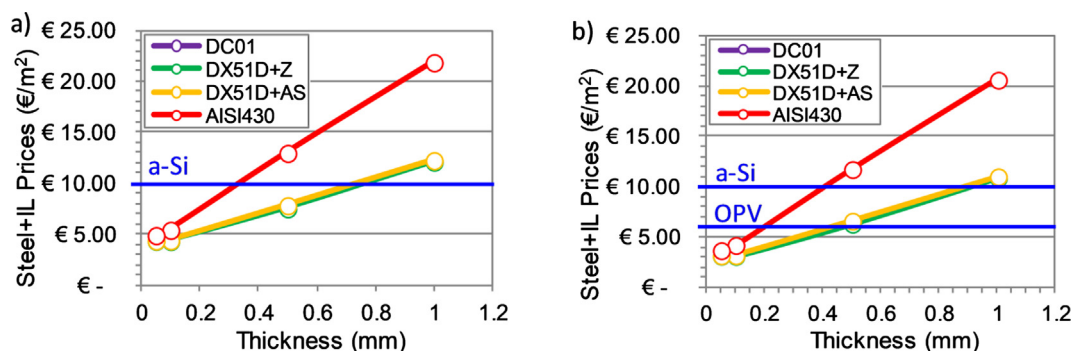 a)
€ 25.00
€ 20.00
€ 15.00
€ 10.00
€ 5.00
€ -
Steel+IL Prices (€/m²)
DC01
DX51D+Z
DX51D+AS
AISI430
a-Si
0 0.2 0.4 0.6 0.8 1 1.2
Thickness (mm)
b)
€ 25.00
€ 20.00
€ 15.00
€ 10.00
€ 5.00
€ -
Steel+IL Prices (€/m²)
DC01
DX51D+Z
DX51D+AS
AISI430
a-Si
OPV
0 0.2 0.4 0.6 0.8 1 1.2
Thickness (mm)